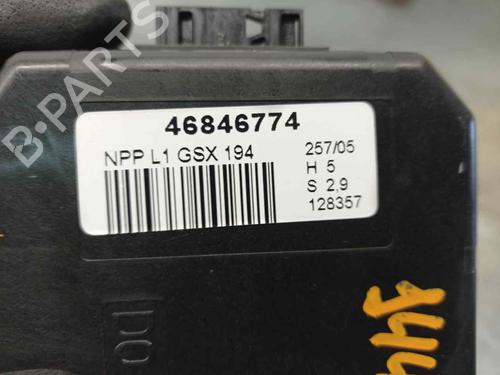 B-PARTS
46846774
NPP L1 GSX 194
257/05
H 5
S 2,9
128357